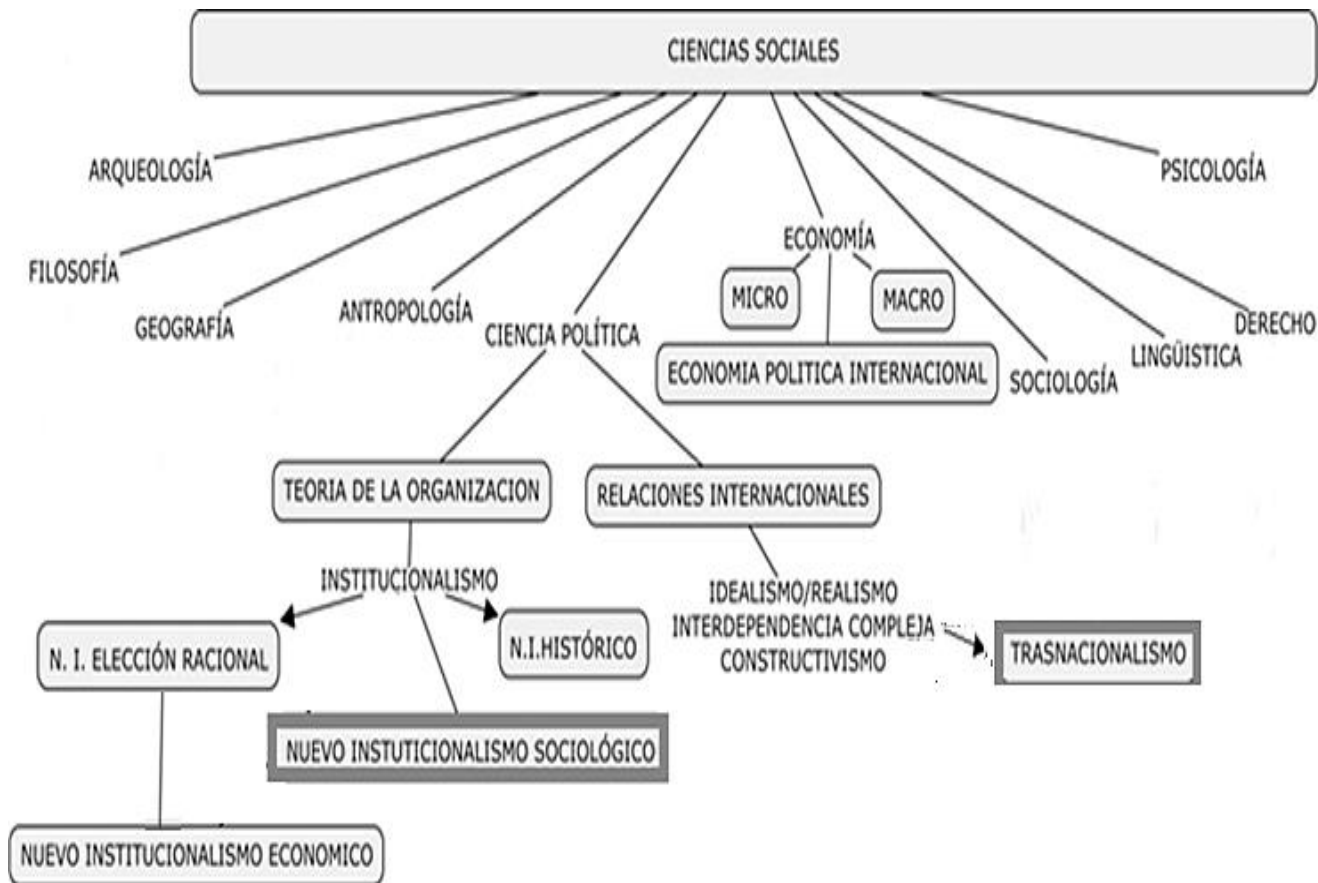 CIENCIAS SOCIALES
ARQUEOLOGÍA
PSICOLOGÍA
FILOSOFÍA
ECONOMÍA
GEOGRAFÍA
ANTROPOLOGÍA
MICRO
MACRO
CIENCIA POLÍTICA
DERECHO
LINGÜISTICA
ECONOMIA POLITICA INTERNACIONAL
SOCIOLOGÍA
TEORIA DE LA ORGANIZACION
RELACIONES INTERNACIONALES
INSTITUCIONALISMO
IDEALISMO/REALISMO
INTERDEPENDENCIA COMPLEJA
CONSTRUCTIVISMO
N. I. ELECCIÓN RACIONAL
N.I.HISTÓRICO
TRASNACIONALISMO
NUEVO INSTUTICIONALISMO SOCIOLÓGICO
NUEVO INSTITUCIONALISMO ECONOMICO